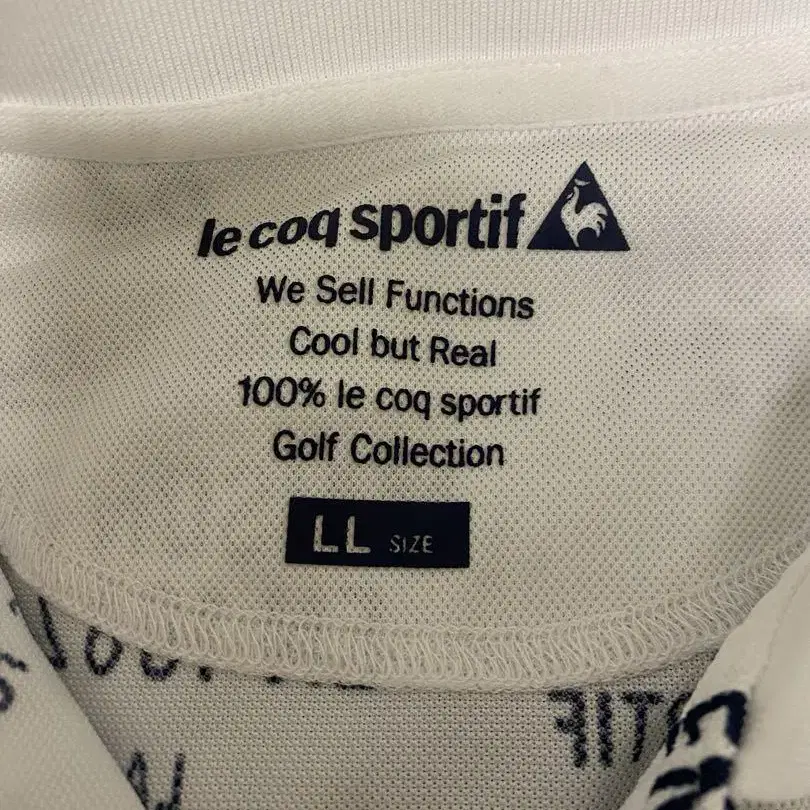 le coq sportif
We Sell Functions
Cool but Real
100% le coq sportif
Golf Collection
LL SIZE